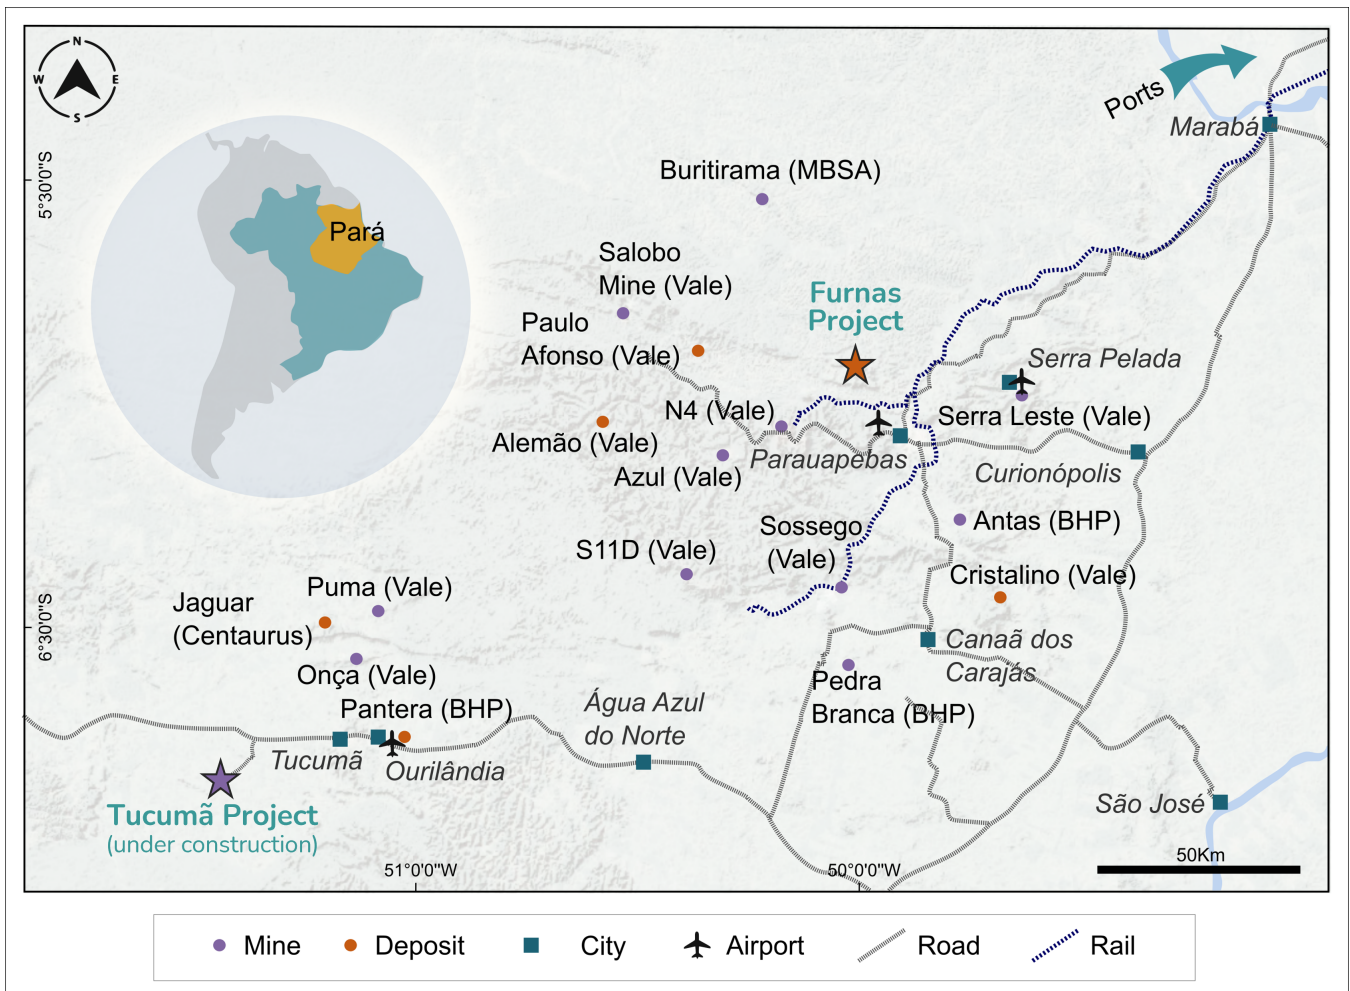 N
W
E
S
Ports
Marabá
5°30'0"S
Buritirama (MBSA)
Pará
Salobo
Mine (Vale)
Furnas
Project
Paulo
Afonso (Vale)
Serra Pelada
N4 (Vale)
Serra Leste (Vale)
Alemão (Vale)
Parauapebas
Azul (Vale)
Curionópolis
Sossego
(Vale)
Antas (BHP)
S11D (Vale)
Cristalino (Vale)
Puma (Vale)
Jaguar
(Centaurus)
6°30'0"S
Canaã dos
Carajás
Onça (Vale)
Pedra
Branca (BHP)
Pantera (BHP)
Água Azul
do Norte
Tucumã
Ourilândia
São José
Tucumã Project
(under construction)
51°0'0"W
50°0'0"W
50Km
Mine
Deposit
City
Airport
Road
Rail